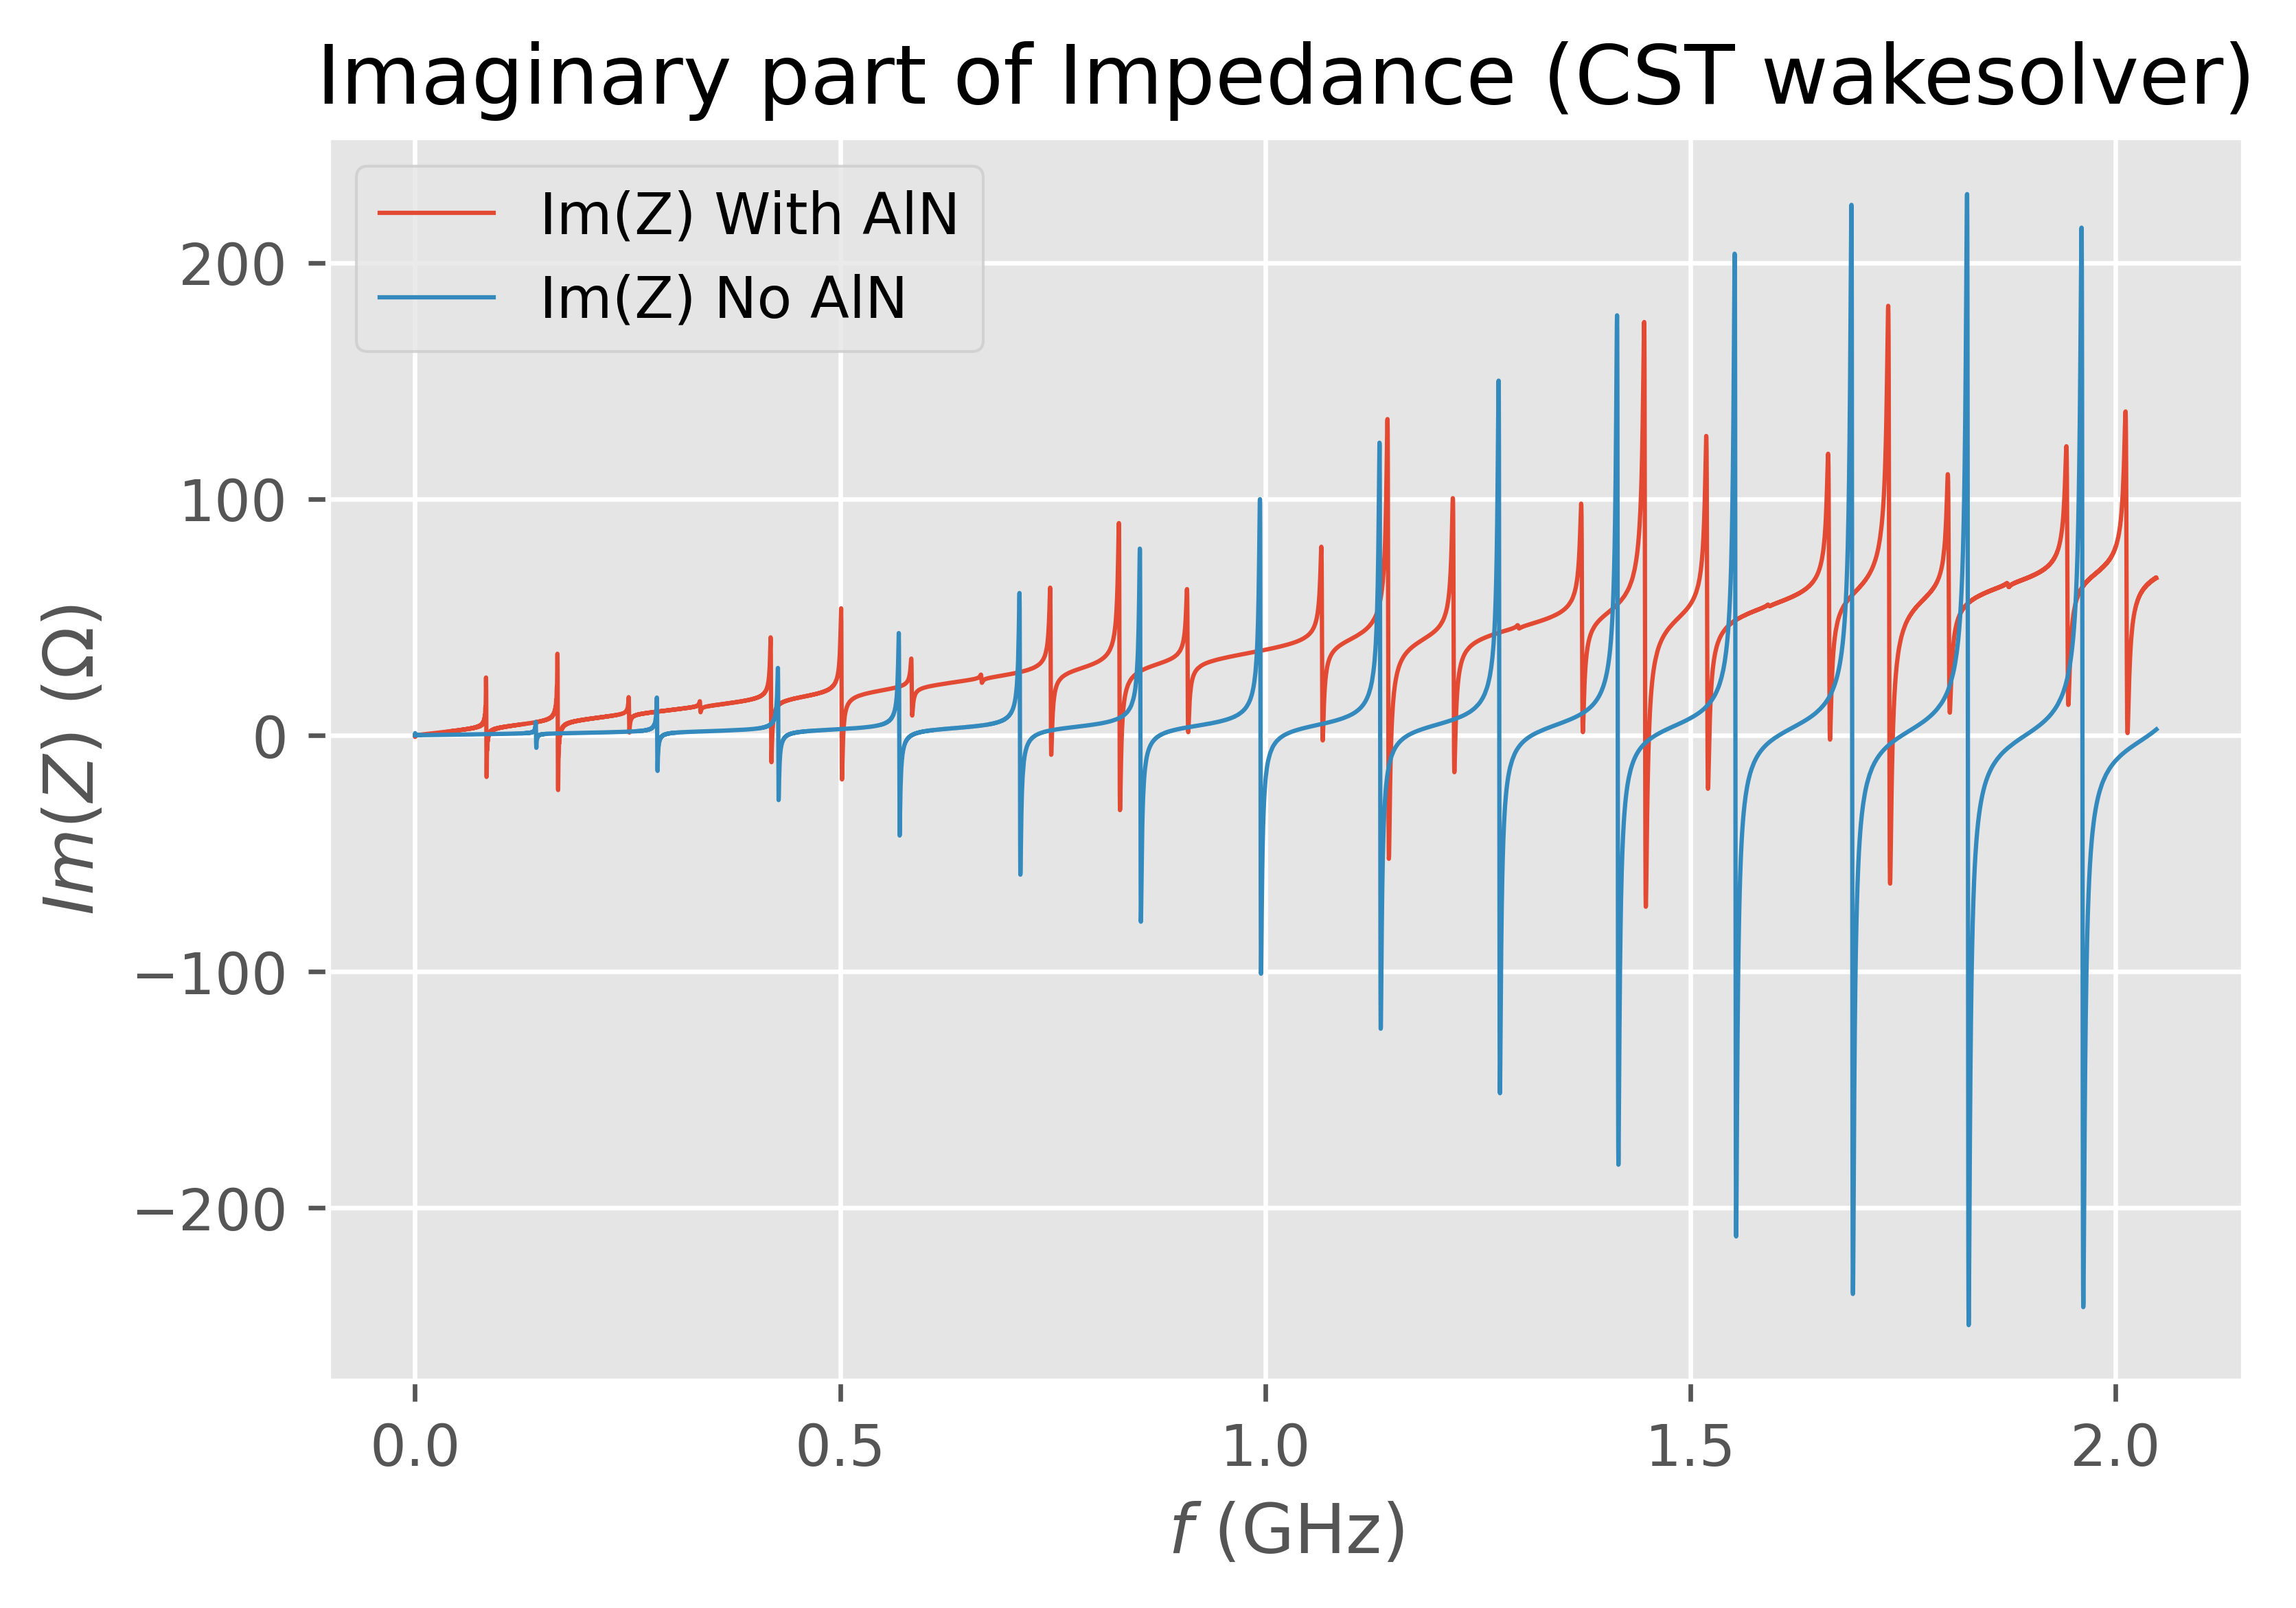 Imaginary part of Impedance (CST wakesolver)
Im(Z) With AlN
Im(Z) No AlN
Im(Z) (Ω)
200
100
0
−100
−200
0.0
0.5
1.0
1.5
2.0
f (GHz)